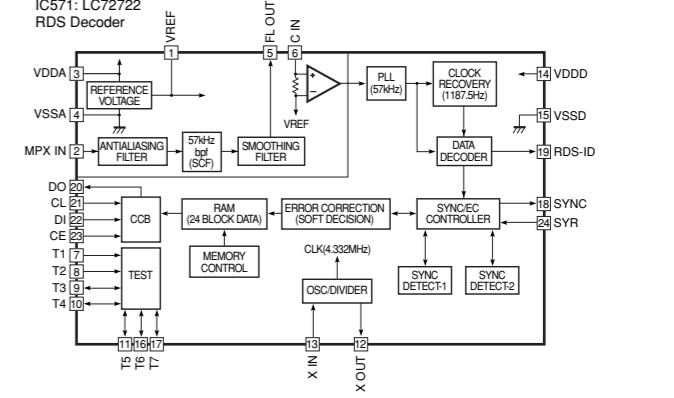 IC571: LC72722
RDS Decoder
VREF
FL OUT
C IN
1
5
6
VDDA 3
REFERENCE
VOLTAGE
VSSA 4
+
-
VREF
PLL
(57kHz)
CLOCK
RECOVERY
(1187.5Hz)
14 VDDD
15 VSSD
MPX IN 2
ANTIALIASING
FILTER
57kHz
bpf
(SCF)
SMOOTHING
FILTER
DATA
DECODER
19 RDS-ID
DO 20
CL 21
DI 22
CE 23
CCB
RAM
(24 BLOCK DATA)
ERROR CORRECTION
(SOFT DECISION)
SYNC/EC
CONTROLLER
18 SYNC
24 SYR
MEMORY
CONTROL
CLK(4.332MHz)
OSC/DIVIDER
SYNC
DETECT-1
SYNC
DETECT-2
T1 7
T2 8
T3 9
T4 10
TEST
11 16 17
T5
T6
T7
13
12
X IN
X OUT